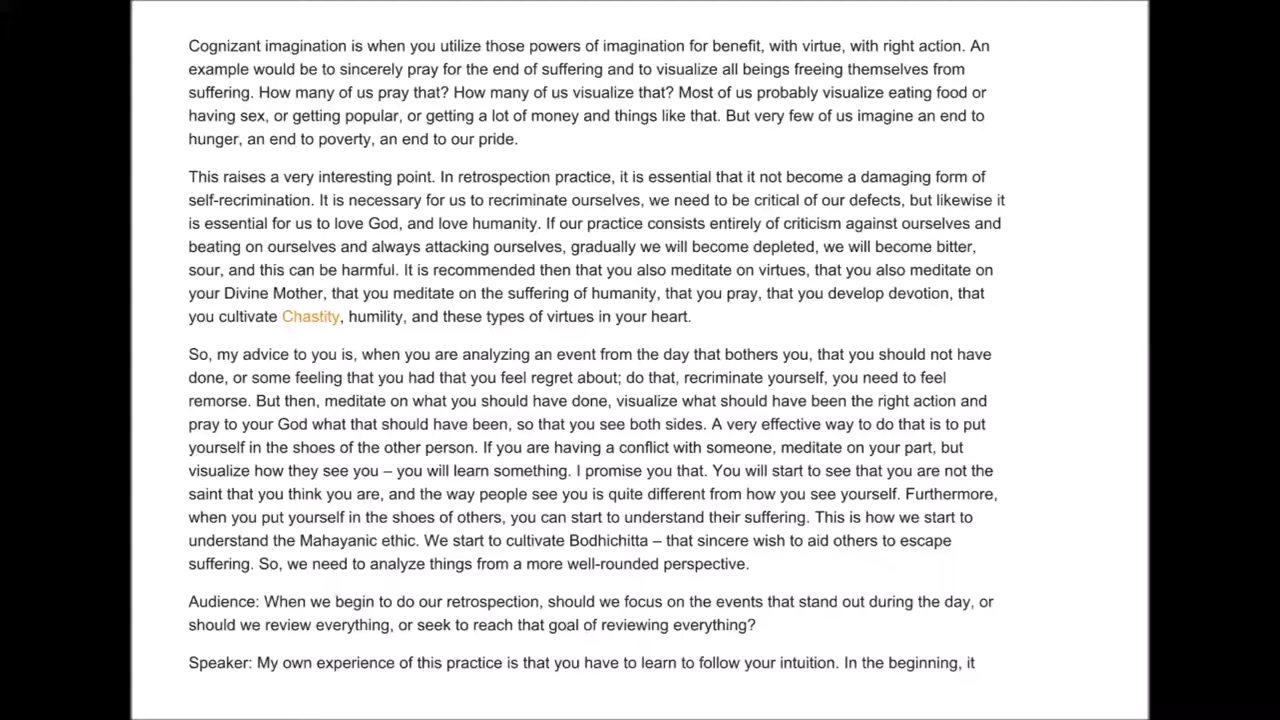 Cognizant imagination is when you utilize those powers of imagination for benefit, with virtue, with right action. An
example would be to sincerely pray for the end of suffering and to visualize all beings freeing themselves from
suffering. How many of us pray that? How many of us visualize that? Most of us probably visualize eating food or
having sex, or getting popular, or getting a lot of money and things like that. But very few of us imagine an end to
hunger, an end to poverty, an end to our pride.
This raises a very interesting point. In retrospection practice, it is essential that it not become a damaging form of
self-recrimination. It is necessary for us to recriminate ourselves, we need to be critical of our defects, but likewise it
is essential for us to love God, and love humanity. If our practice consists entirely of criticism against ourselves and
beating on ourselves and always attacking ourselves, gradually we will become depleted, we will become bitter,
sour, and this can be harmful. It is recommended then that you also meditate on virtues, that you also meditate on
your Divine Mother, that you meditate on the suffering of humanity, that you pray, that you develop devotion, that
you cultivate Chastity, humility, and these types of virtues in your heart.
So, my advice to you is, when you are analyzing an event from the day that bothers you, that you should not have
done, or some feeling that you had that you feel regret about; do that, recriminate yourself, you need to feel
remorse. But then, meditate on what you should have done, visualize what should have been the right action and
pray to your God what that should have been, so that you see both sides. A very effective way to do that is to put
yourself in the shoes of the other person. If you are having a conflict with someone, meditate on your part, but
visualize how they see you – you will learn something. I promise you that. You will start to see that you are not the
saint that you think you are, and the way people see you is quite different from how you see yourself. Furthermore,
when you put yourself in the shoes of others, you can start to understand their suffering. This is how we start to
understand the Mahayanic ethic. We start to cultivate Bodhichitta – that sincere wish to aid others to escape
suffering. So, we need to analyze things from a more well-rounded perspective.
Audience: When we begin to do our retrospection, should we focus on the events that stand out during the day, or
should we review everything, or seek to reach that goal of reviewing everything?
Speaker: My own experience of this practice is that you have to learn to follow your intuition. In the beginning, it